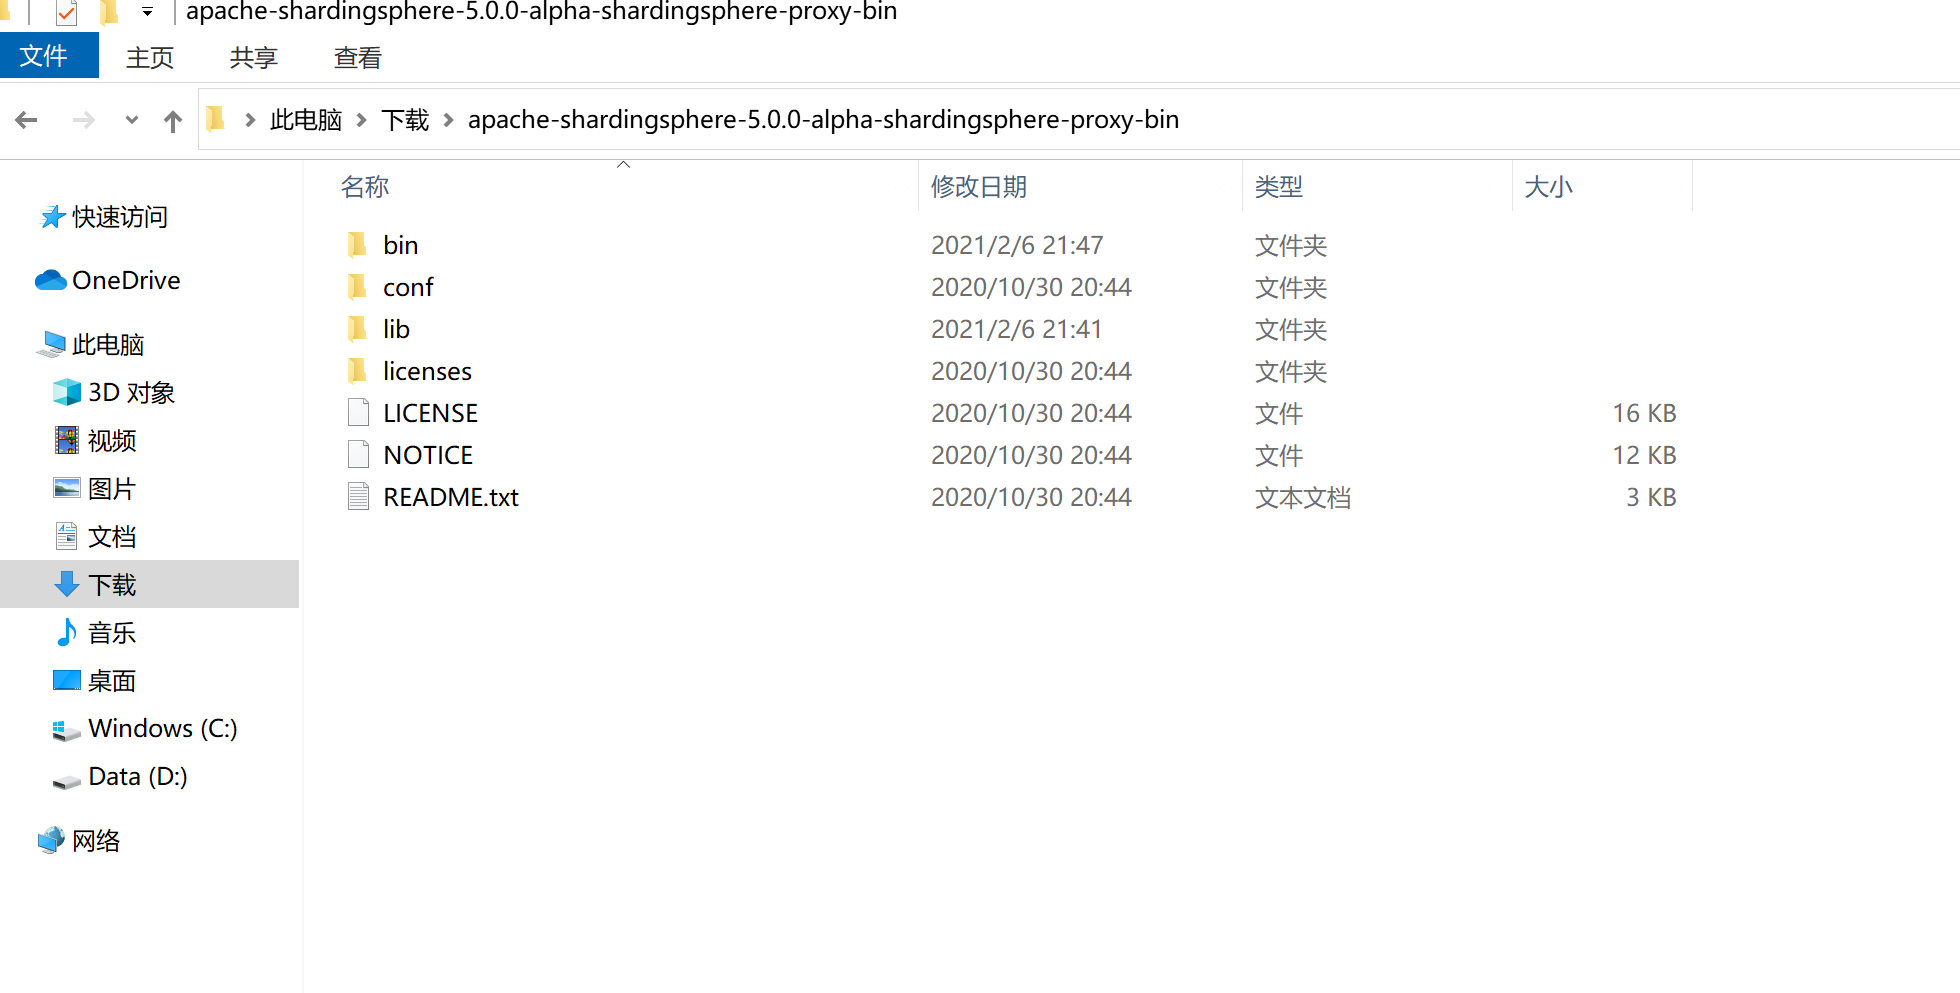 apache-shardingsphere-5.0.0-alpha-shardingsphere-proxy-bin
文件 主页 共享 查看
此电脑 下载 apache-shardingsphere-5.0.0-alpha-shardingsphere-proxy-bin
名称 修改日期 类型 大小
快速访问
OneDrive
此电脑
3D 对象
视频
图片
文档
下载
音乐
桌面
Windows (C:)
Data (D:)
网络
bin 2021/2/6 21:47 文件夹
conf 2020/10/30 20:44 文件夹
lib 2021/2/6 21:41 文件夹
licenses 2020/10/30 20:44 文件夹
LICENSE 2020/10/30 20:44 文件 16 KB
NOTICE 2020/10/30 20:44 文件 12 KB
README.txt 2020/10/30 20:44 文本文档 3 KB